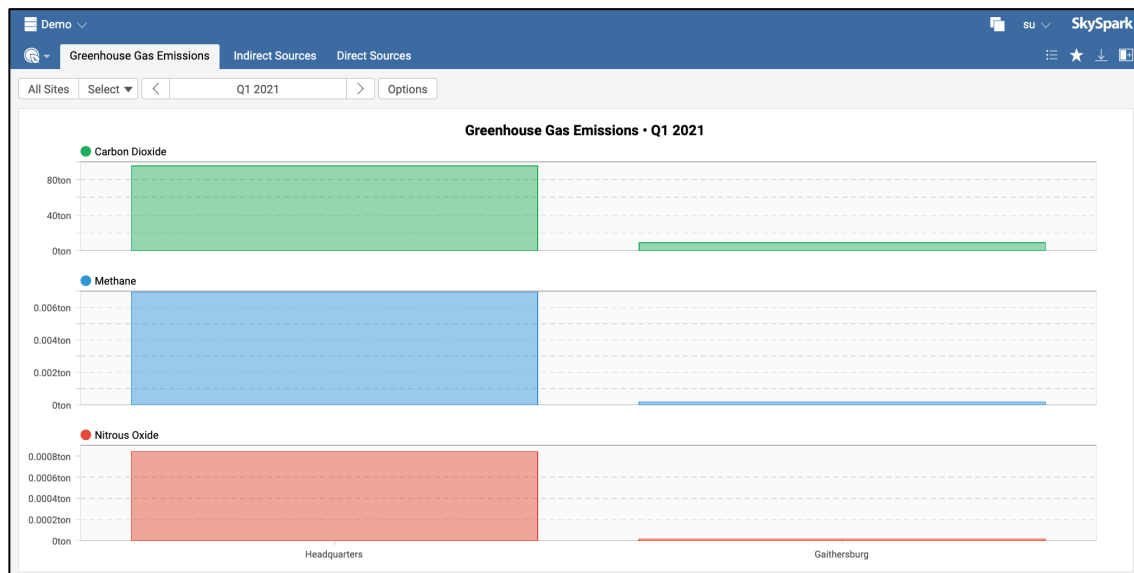 Demo
su
SkySpark
Greenhouse Gas Emissions
Indirect Sources
Direct Sources
All Sites
Select
Q1 2021
Options
Greenhouse Gas Emissions • Q1 2021
Carbon Dioxide
80ton
40ton
0ton
Methane
0.006ton
0.004ton
0.002ton
0ton
Nitrous Oxide
0.0008ton
0.0006ton
0.0004ton
0.0002ton
0ton
Headquarters
Gaithersburg